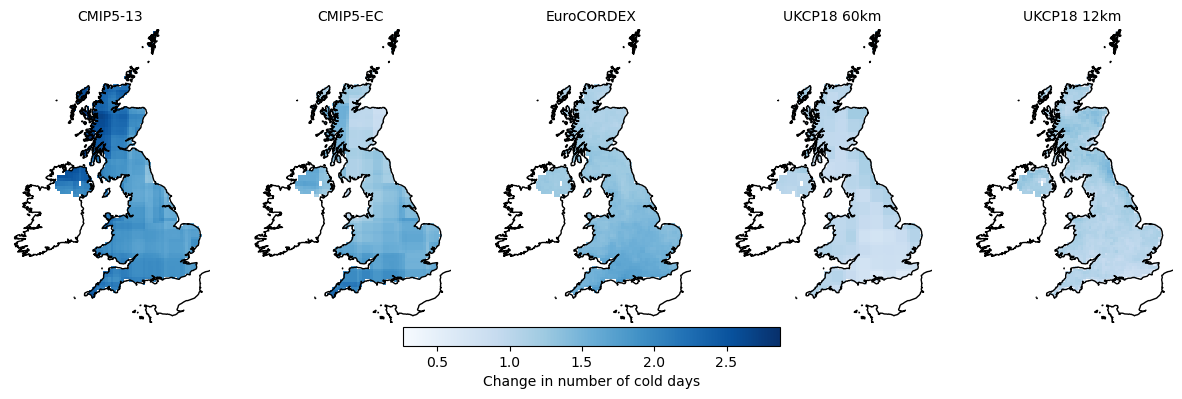 CMIP5-13 CMIP5-EC EuroCORDEX UKCP18 60km UKCP18 12km
0.5 1.0 1.5 2.0 2.5
Change in number of cold days